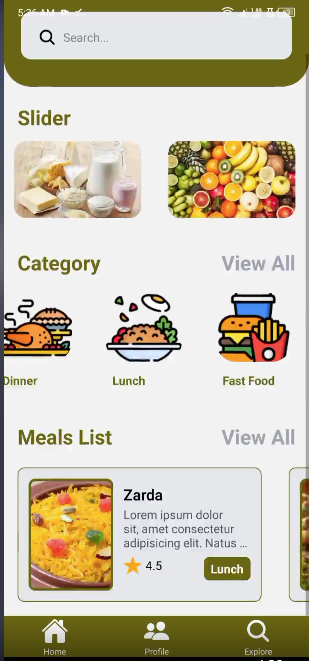 5:26 AM
Search...
Slider
Category View All
Dinner Lunch Fast Food
Meals List View All
Zarda
Lorem ipsum dolor
sit, amet consectetur
adipisicing elit. Natus ...
4.5 Lunch
Home Profile Explore